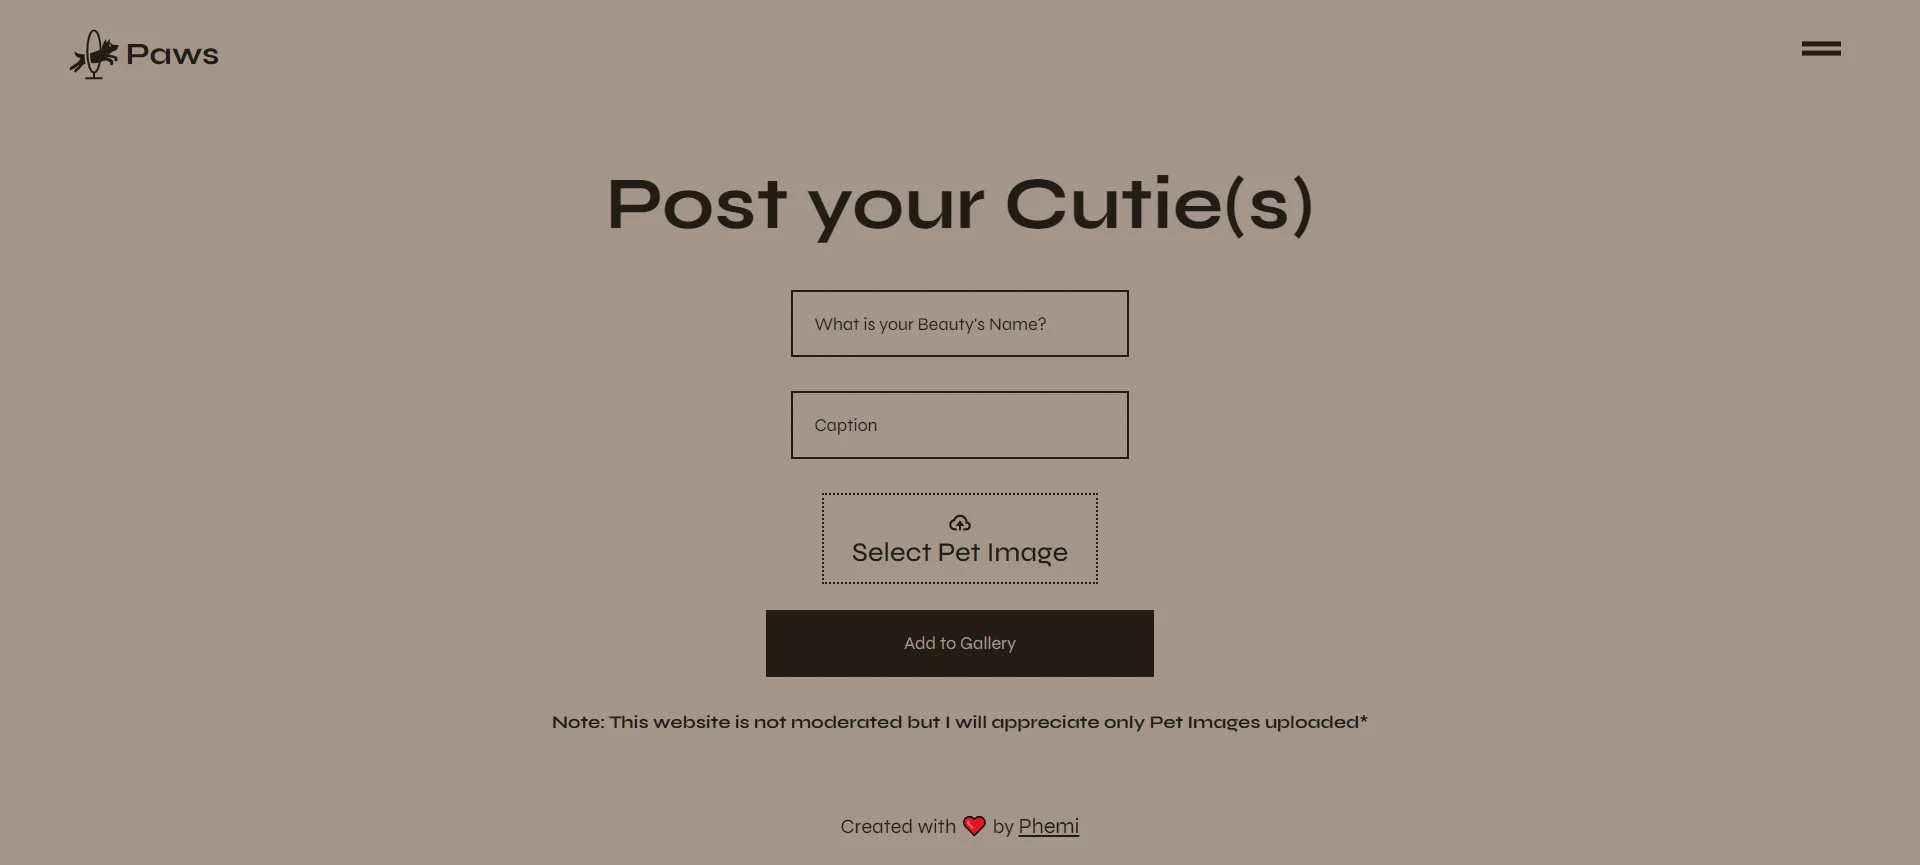 Paws
Post your Cutie(s)
What is your Beauty's Name?
Caption
Select Pet Image
Add to Gallery
Note: This website is not moderated but I will appreciate only Pet Images uploaded*
Created with ❤️ by Phemi